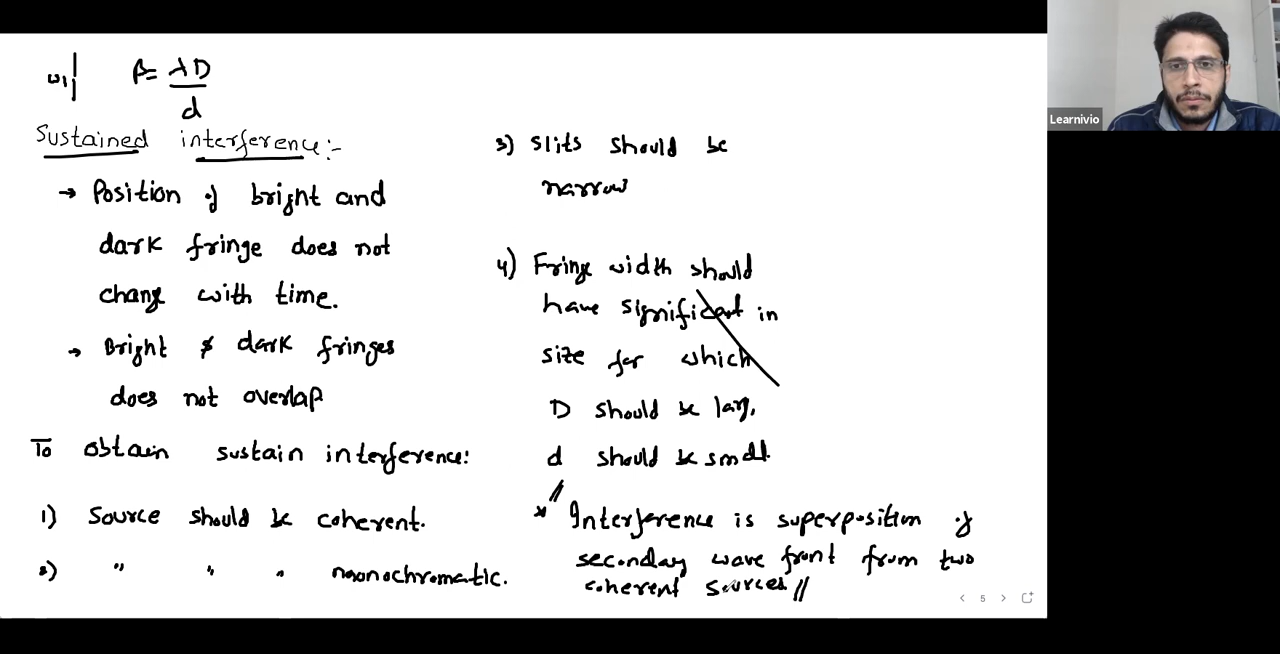 β = λD
d
Sustained interference:-
→ Position of bright and
dark fringe does not
change with time.
→ Bright & dark fringes
does not overlap
To obtain sustain interference:
1) Source should be coherent.
2) " " " monochromatic.
3) Slits should be
narrow
4) Fringe width should
have significant in
size for which
D should be large,
d should be small.
* Interference is superposition of
secondary wave front from two
coherent sources //
Learnivio
5